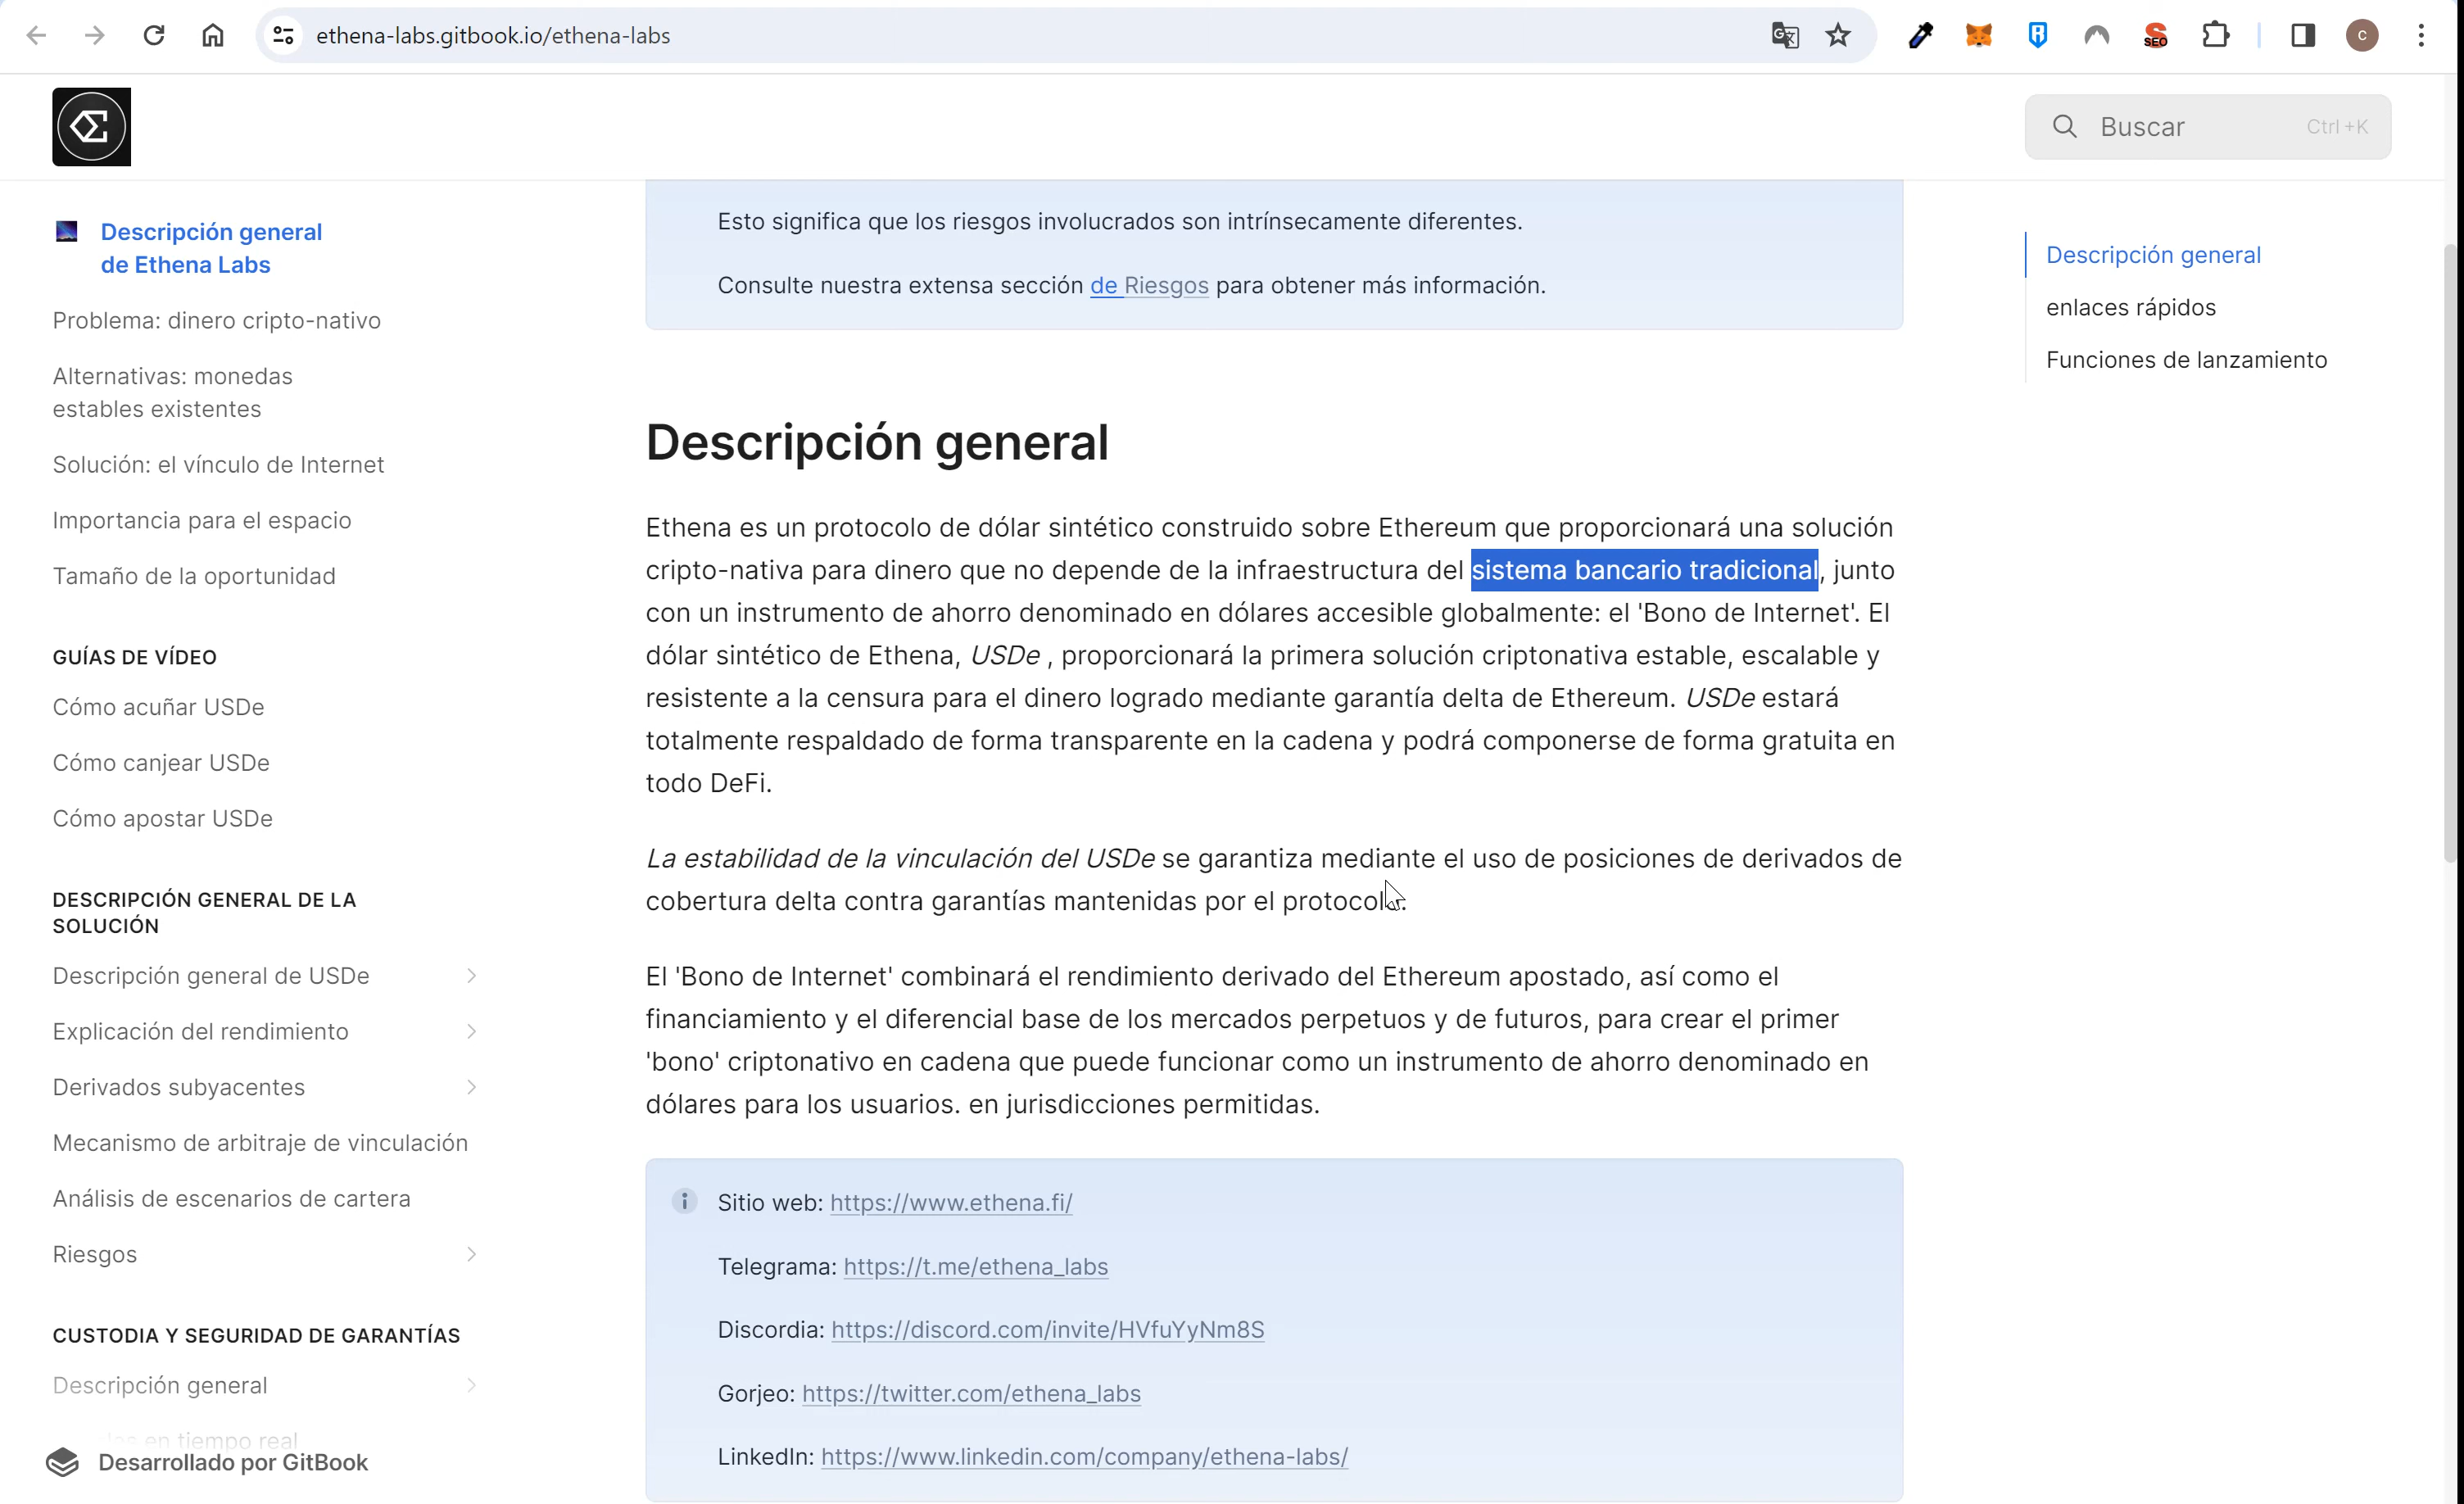 ethena-labs.gitbook.io/ethena-labs
SEO
C
Buscar
Ctrl +K
Descripción general
de Ethena Labs
Problema: dinero cripto-nativo
Alternativas: monedas
estables existentes
Solución: el vínculo de Internet
Importancia para el espacio
Tamaño de la oportunidad
GUÍAS DE VÍDEO
Cómo acuñar USDe
Cómo canjear USDe
Cómo apostar USDe
DESCRIPCIÓN GENERAL DE LA
SOLUCIÓN
Descripción general de USDe
Explicación del rendimiento
Derivados subyacentes
Mecanismo de arbitraje de vinculación
Análisis de escenarios de cartera
Riesgos
CUSTODIA Y SEGURIDAD DE GARANTÍAS
Descripción general
en tiempo real
Desarrollado por GitBook
Esto significa que los riesgos involucrados son intrínsecamente diferentes.
Consulte nuestra extensa sección de Riesgos para obtener más información.
Descripción general
Ethena es un protocolo de dólar sintético construido sobre Ethereum que proporcionará una solución
cripto-nativa para dinero que no depende de la infraestructura del sistema bancario tradicional, junto
con un instrumento de ahorro denominado en dólares accesible globalmente: el 'Bono de Internet'. El
dólar sintético de Ethena, USDe , proporcionará la primera solución criptonativa estable, escalable y
resistente a la censura para el dinero logrado mediante garantía delta de Ethereum. USDe estará
totalmente respaldado de forma transparente en la cadena y podrá componerse de forma gratuita en
todo DeFi.
La estabilidad de la vinculación del USDe se garantiza mediante el uso de posiciones de derivados de
cobertura delta contra garantías mantenidas por el protocolo.
El 'Bono de Internet' combinará el rendimiento derivado del Ethereum apostado, así como el
financiamiento y el diferencial base de los mercados perpetuos y de futuros, para crear el primer
'bono' criptonativo en cadena que puede funcionar como un instrumento de ahorro denominado en
dólares para los usuarios. en jurisdicciones permitidas.
Sitio web: https://www.ethena.fi/
Telegrama: https://t.me/ethena_labs
Discordia: https://discord.com/invite/HVfuYyNm8S
Gorjeo: https://twitter.com/ethena_labs
LinkedIn: https://www.linkedin.com/company/ethena-labs/
Descripción general
enlaces rápidos
Funciones de lanzamiento